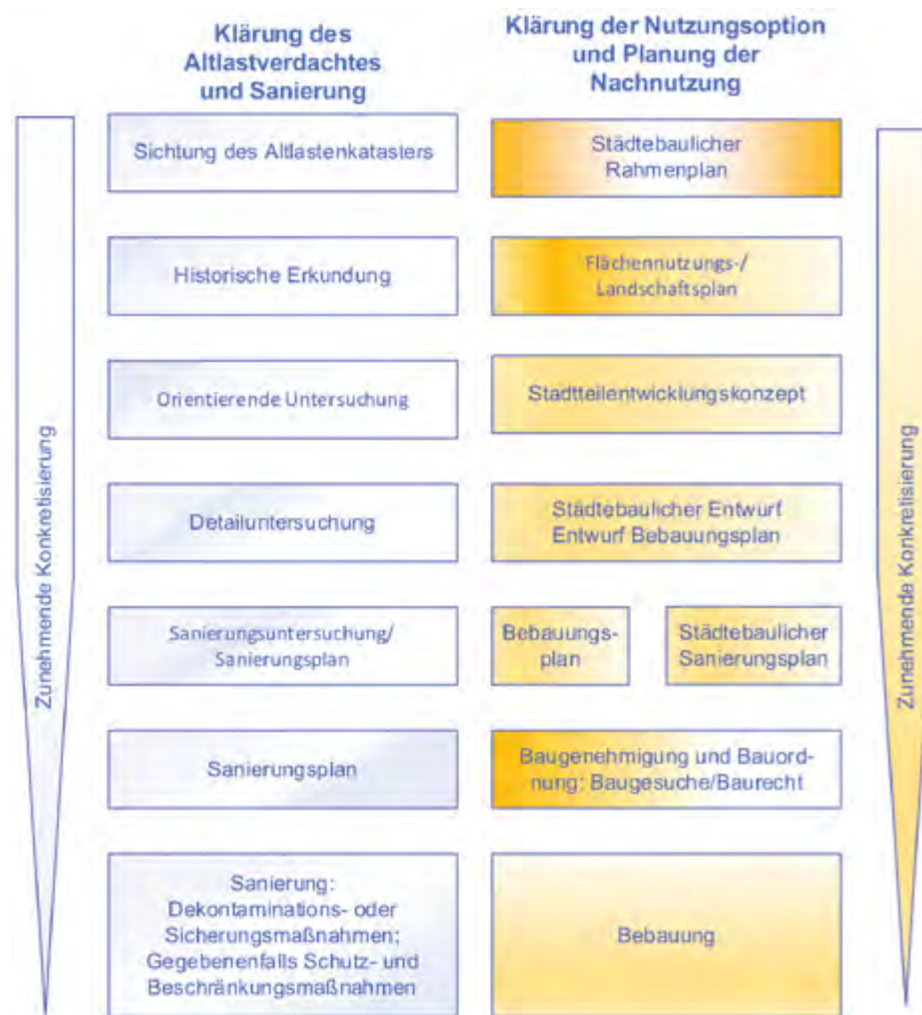 Klärung des
Altlastverdachtes
und Sanierung
Klärung der Nutzungsoption
und Planung der
Nachnutzung
Zunehmende Konkretisierung
Sichtung des Altlastenkatasters
Städtebaulicher
Rahmenplan
Historische Erkundung
Flächennutzungs-/
Landschaftsplan
Orientierende Untersuchung
Stadtteilentwicklungskonzept
Detailuntersuchung
Städtebaulicher Entwurf
Entwurf Bebauungsplan
Sanierungsuntersuchung/
Sanierungsplan
Bebauungs-
plan
Städtebaulicher
Sanierungsplan
Sanierungsplan
Baugenehmigung und Bauord-
nung: Baugesuche/Baurecht
Sanierung:
Dekontaminations- oder
Sicherungsmaßnahmen;
Gegebenenfalls Schutz- und
Beschränkungsmaßnahmen
Bebauung
Zunehmende Konkretisierung